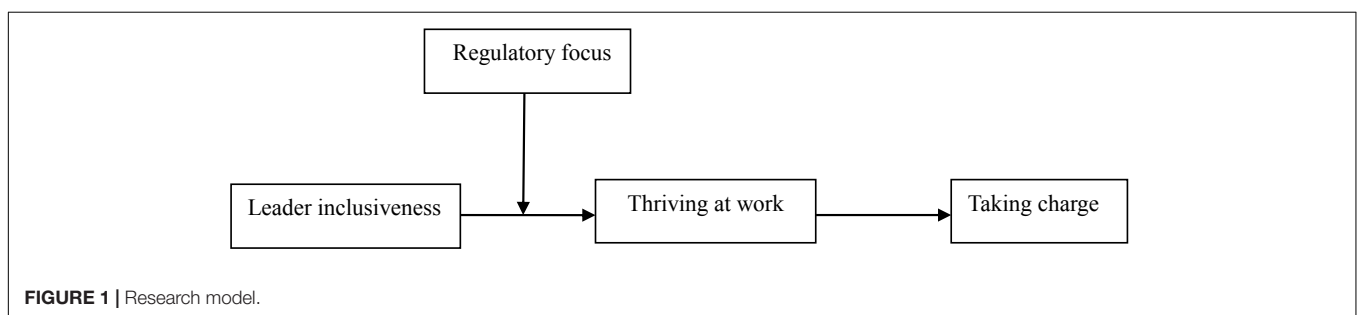 Regulatory focus
Leader inclusiveness
Thriving at work
Taking charge
FIGURE 1 | Research model.